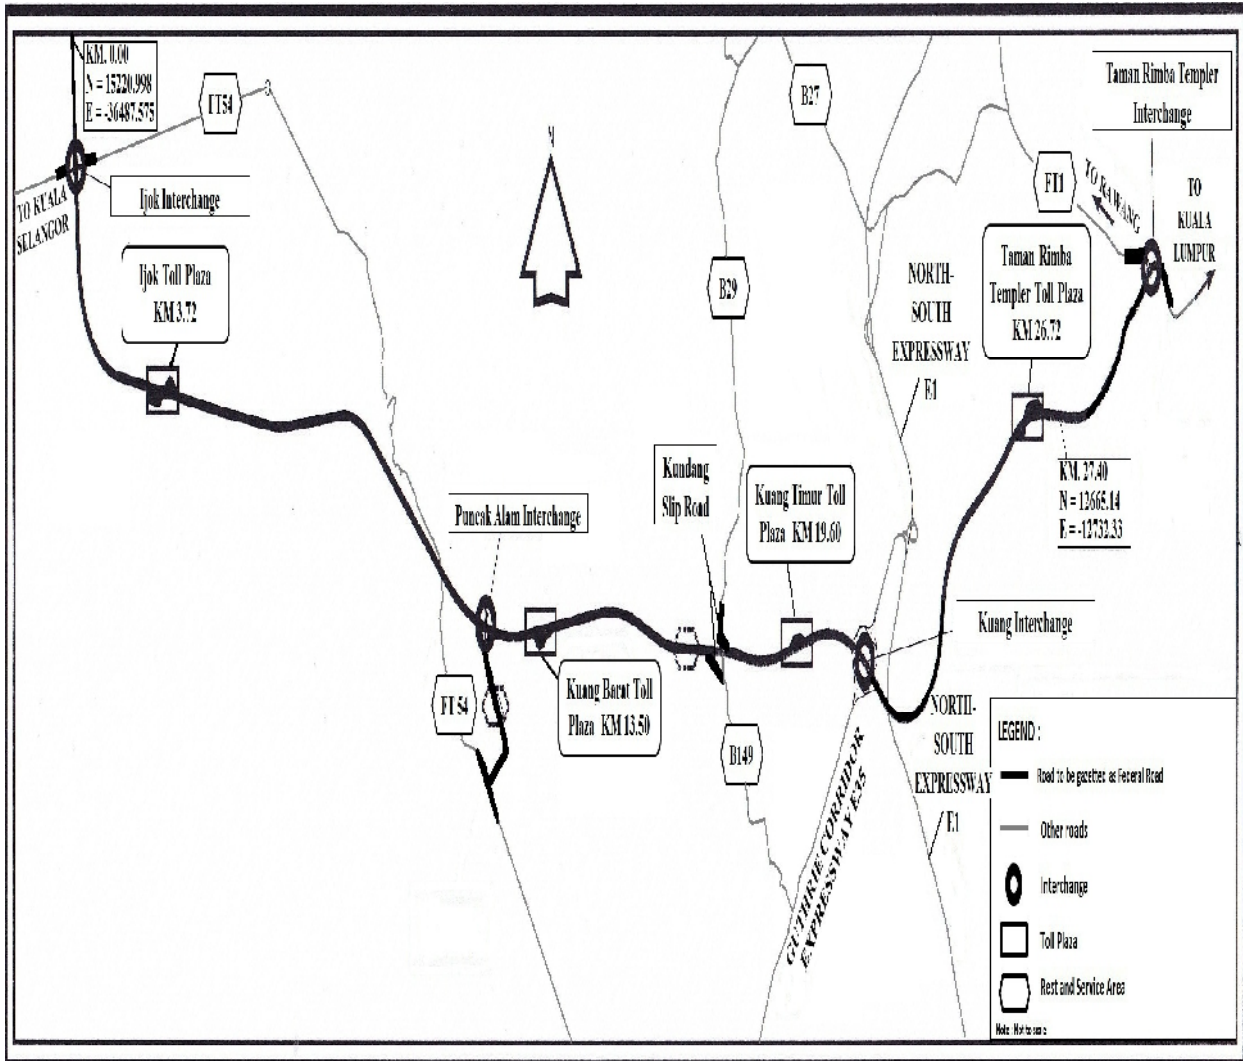 KM. 0.00
N = 15220.998
E = -36487.575
FT54
Ijok Interchange
TO KUALA
SELANGOR
Ijok Toll Plaza
KM 3.72
N
B27
B29
Taman Rimba Templer
Interchange
FT1
TO RAWANG
TO
KUALA
LUMPUR
Taman Rimba
Templer Toll Plaza
KM 26.72
NORTH-
SOUTH
EXPRESSWAY
E1
KM. 27.40
N = 12665.14
E = -12732.33
Kundang
Slip Road
Kuang Timur Toll
Plaza KM 19.60
Puncak Alam Interchange
Kuang Interchange
Kuang Barat Toll
Plaza KM 13.50
FT 54
B149
GUTHRIE CORRIDOR
EXPRESSWAY E35
NORTH-
SOUTH
EXPRESSWAY
E1
LEGEND :
Road to be gazetted as Federal Road
Other roads
Interchange
Toll Plaza
Rest and Service Area
Note : Not to scale